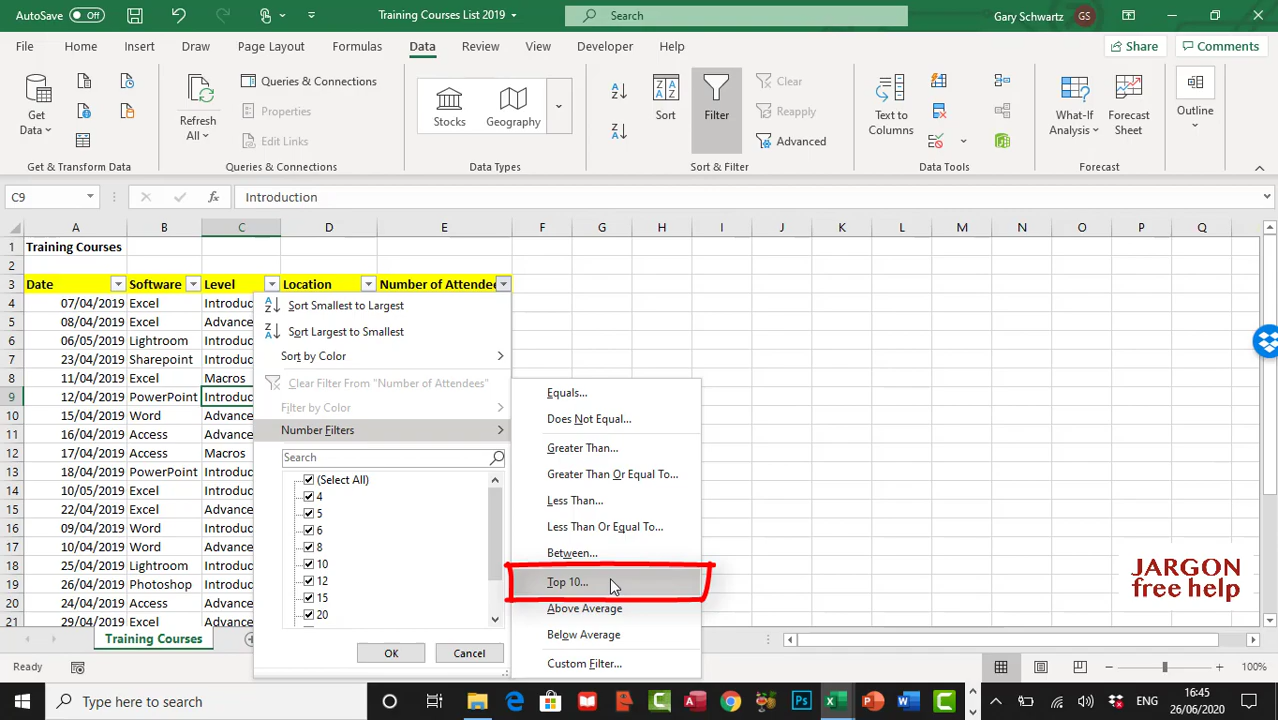 AutoSave Off Training Courses List 2019 Search Gary Schwartz GS
File Home Insert Draw Page Layout Formulas Data Review View Developer Help Share Comments
Get Data
Refresh All
Queries & Connections
Properties
Edit Links
Stocks Geography
Sort
Filter
Clear
Reapply
Advanced
Text to Columns
What-If Analysis
Forecast Sheet
Outline
Get & Transform Data Queries & Connections Data Types Sort & Filter Data Tools Forecast
C9 fx Introduction
A B C D E F G H I J K L M N O P Q
1 Training Courses
2
3 Date Software Level Location Number of Attendee
4 07/04/2019 Excel Introduc
5 08/04/2019 Excel Advance
6 06/05/2019 Lightroom Introduc
7 23/04/2019 Sharepoint Introduc
8 11/04/2019 Excel Macros
9 12/04/2019 PowerPoint Introduc
10 15/04/2019 Word Advance
11 16/04/2019 Access Advance
12 17/04/2019 Access Macros
13 18/04/2019 PowerPoint Introduc
14 10/05/2019 Excel Introduc
15 22/04/2019 Excel Advance
16 09/04/2019 Word Introduc
17 10/04/2019 Word Advance
18 25/04/2019 Lightroom Introduc
19 26/04/2019 Photoshop Introduc
20 24/04/2019 Access Advance
21 29/04/2019 Excel Introduc
Sort Smallest to Largest
Sort Largest to Smallest
Sort by Color
Clear Filter From "Number of Attendees"
Filter by Color
Number Filters
Search
(Select All)
4
5
6
8
10
12
15
20
OK Cancel
Equals...
Does Not Equal...
Greater Than...
Greater Than Or Equal To...
Less Than...
Less Than Or Equal To...
Between...
Top 10...
Above Average
Below Average
Custom Filter...
JARGON
free help
Training Courses
Ready 100%
Type here to search ENG 16:45
26/06/2020